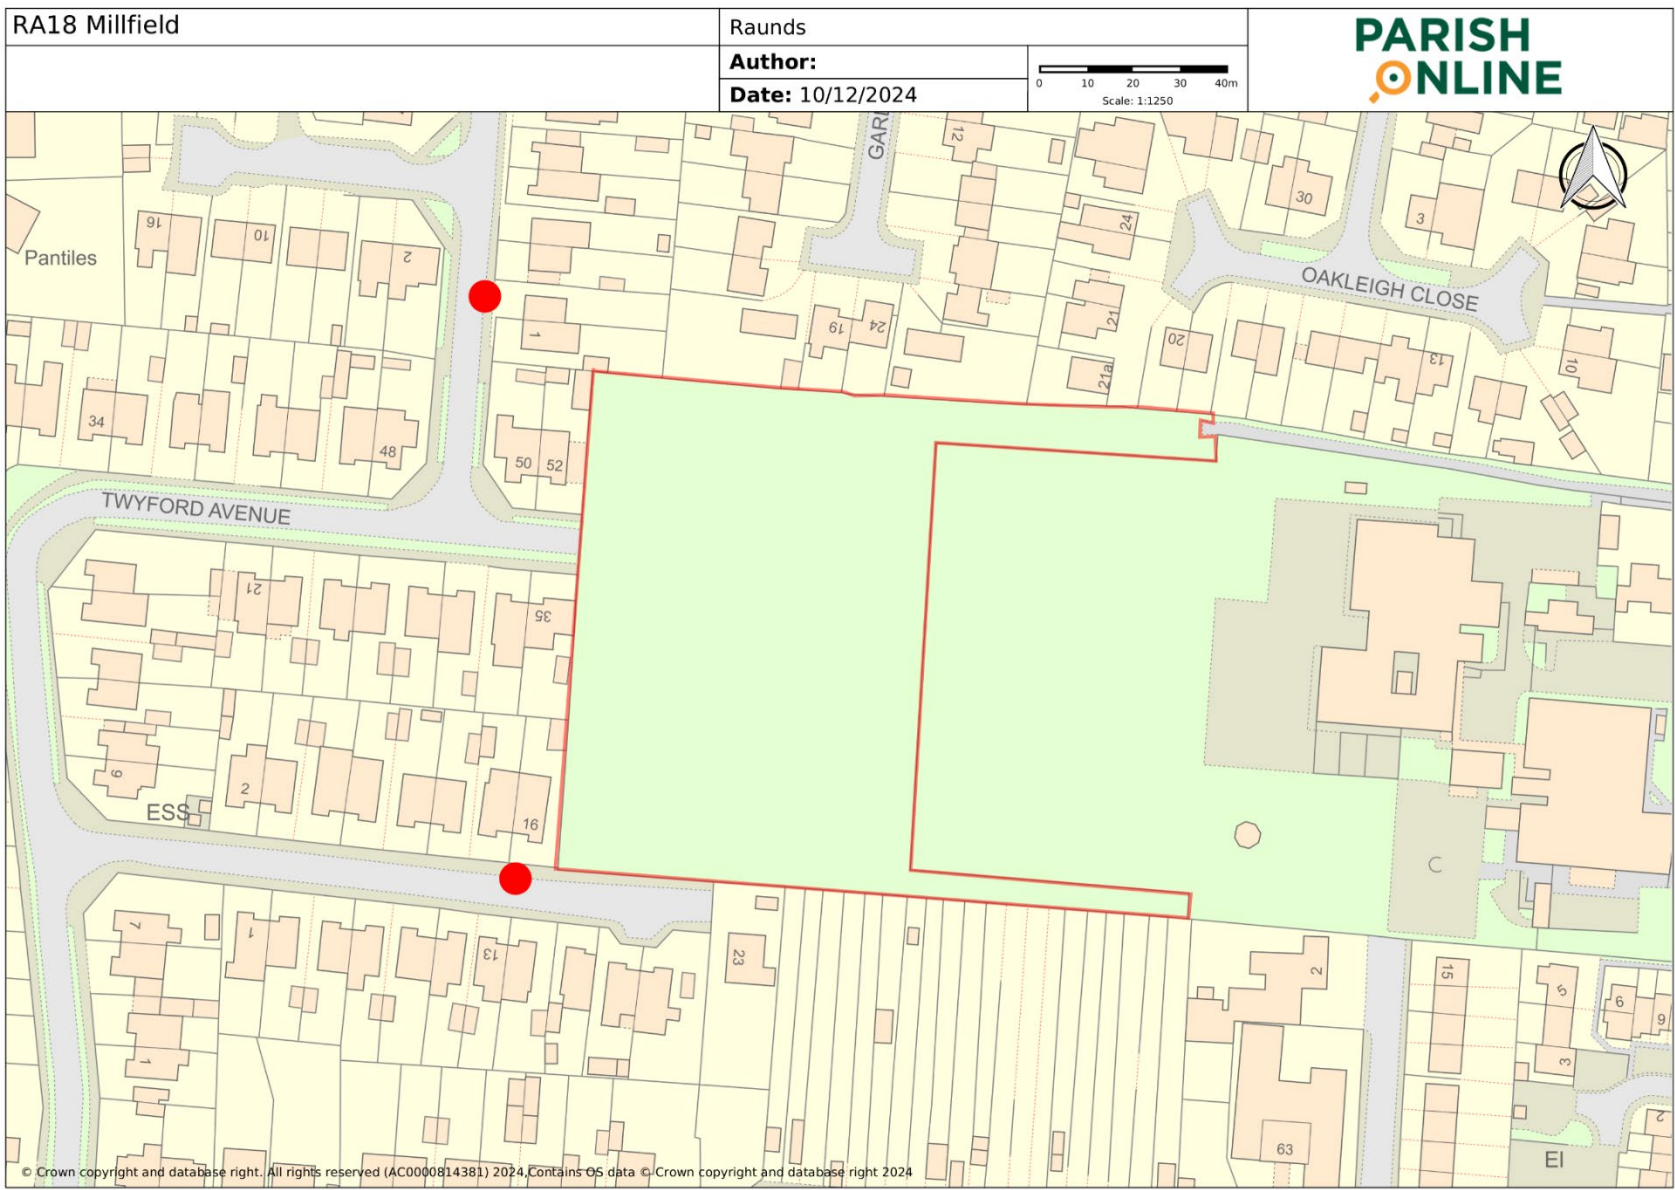 RA18 Millfield
Raunds
Author:
Date: 10/12/2024
0 10 20 30 40m
Scale: 1:1250
PARISH
ONLINE
GARD
12
24
30
3
16
10
2
Pantiles
OAKLEIGH CLOSE
1
19
24
21
20
13
10
21a
34
48
50 52
TWYFORD AVENUE
21
35
9
2
16
ESS
C
7
1
13
23
2
15
5
6
9
1
3
63
2
El
© Crown copyright and database right. All rights reserved (AC0000814381) 2024,Contains OS data © Crown copyright and database right 2024